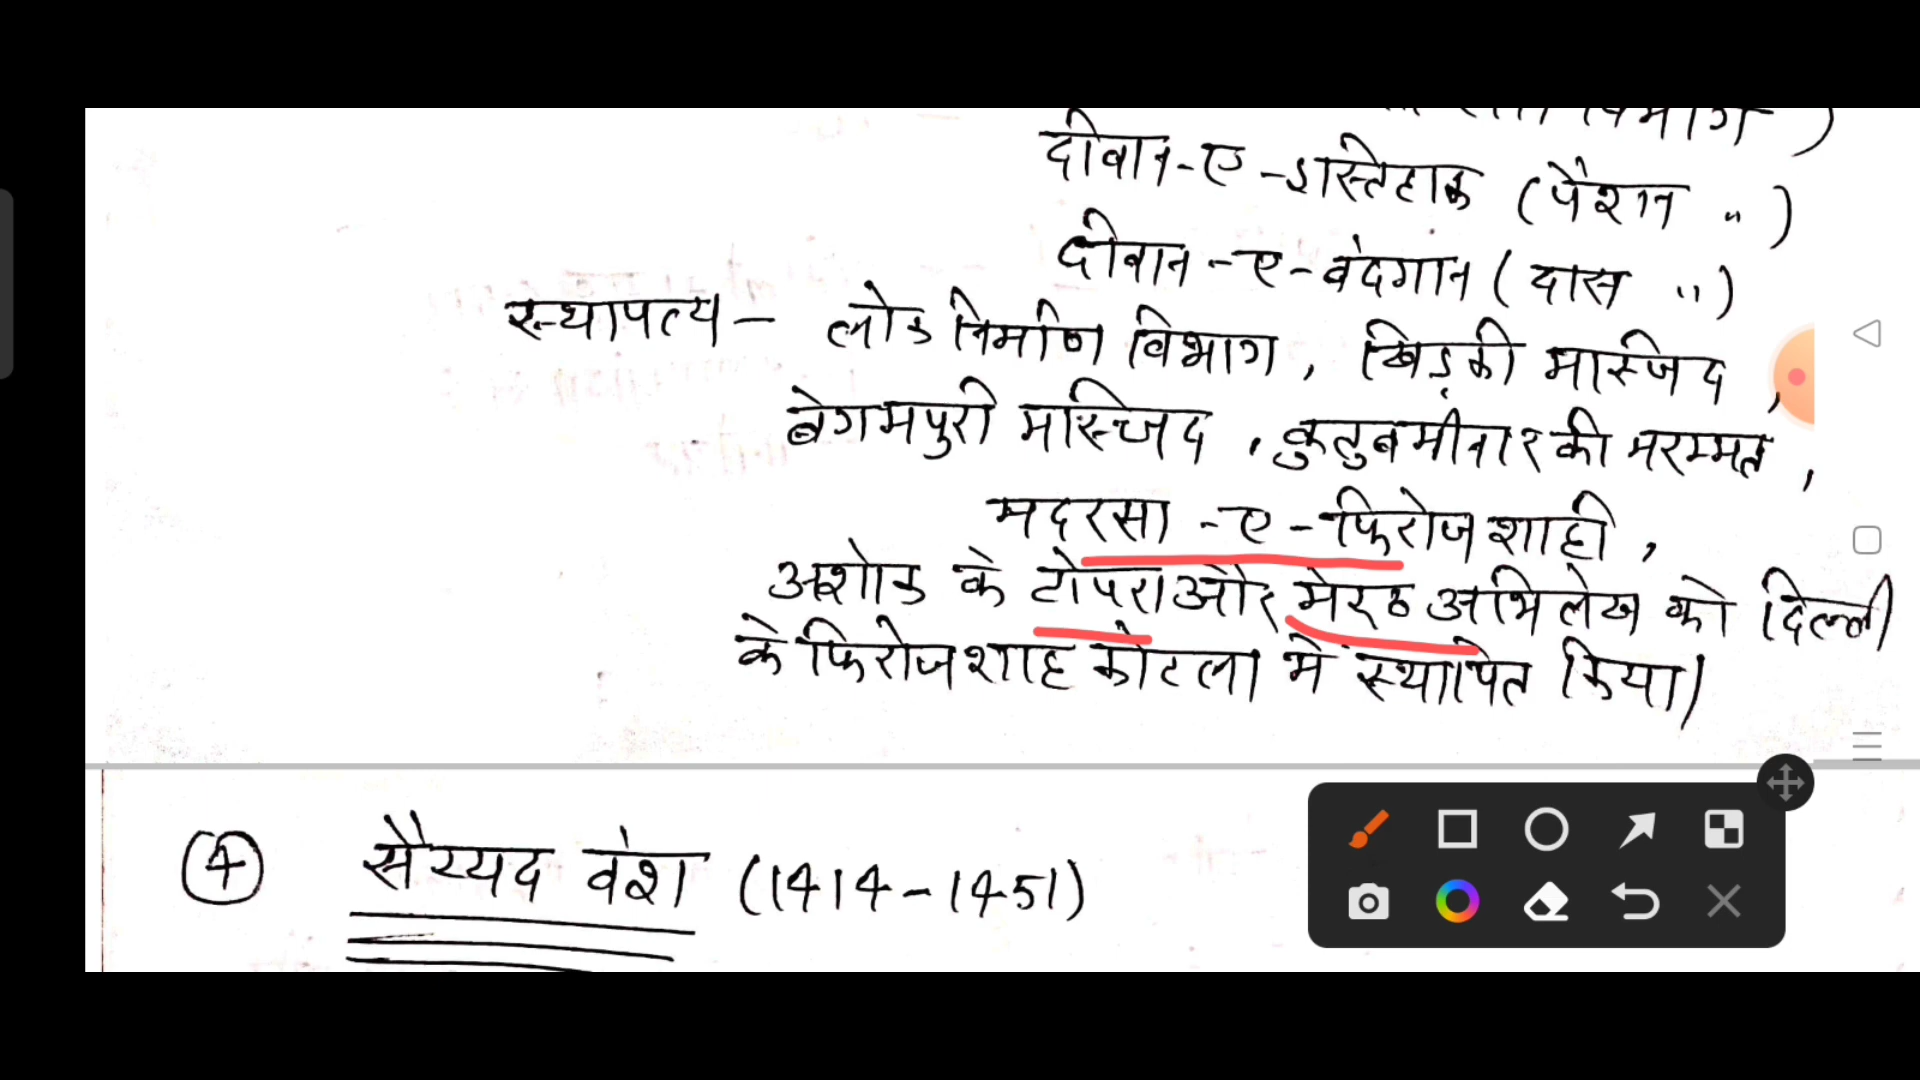 विभाग )
दीवान-ए-इस्तेहाक (पेंशन " )
दीवान-ए-बंदगान (दास " )
स्थापत्य – लोक निर्माण विभाग, खिड़की मस्जिद,
बेगमपुरी मस्जिद, कुतुबमीनार की मरम्मत,
मदरसा-ए-फिरोजशाही,
अशोक के टोपरा और मेरठ अभिलेख को दिल्ली
के फिरोजशाह कोटला में स्थापित किया।
④ सैय्यद वंश (1414-1451)